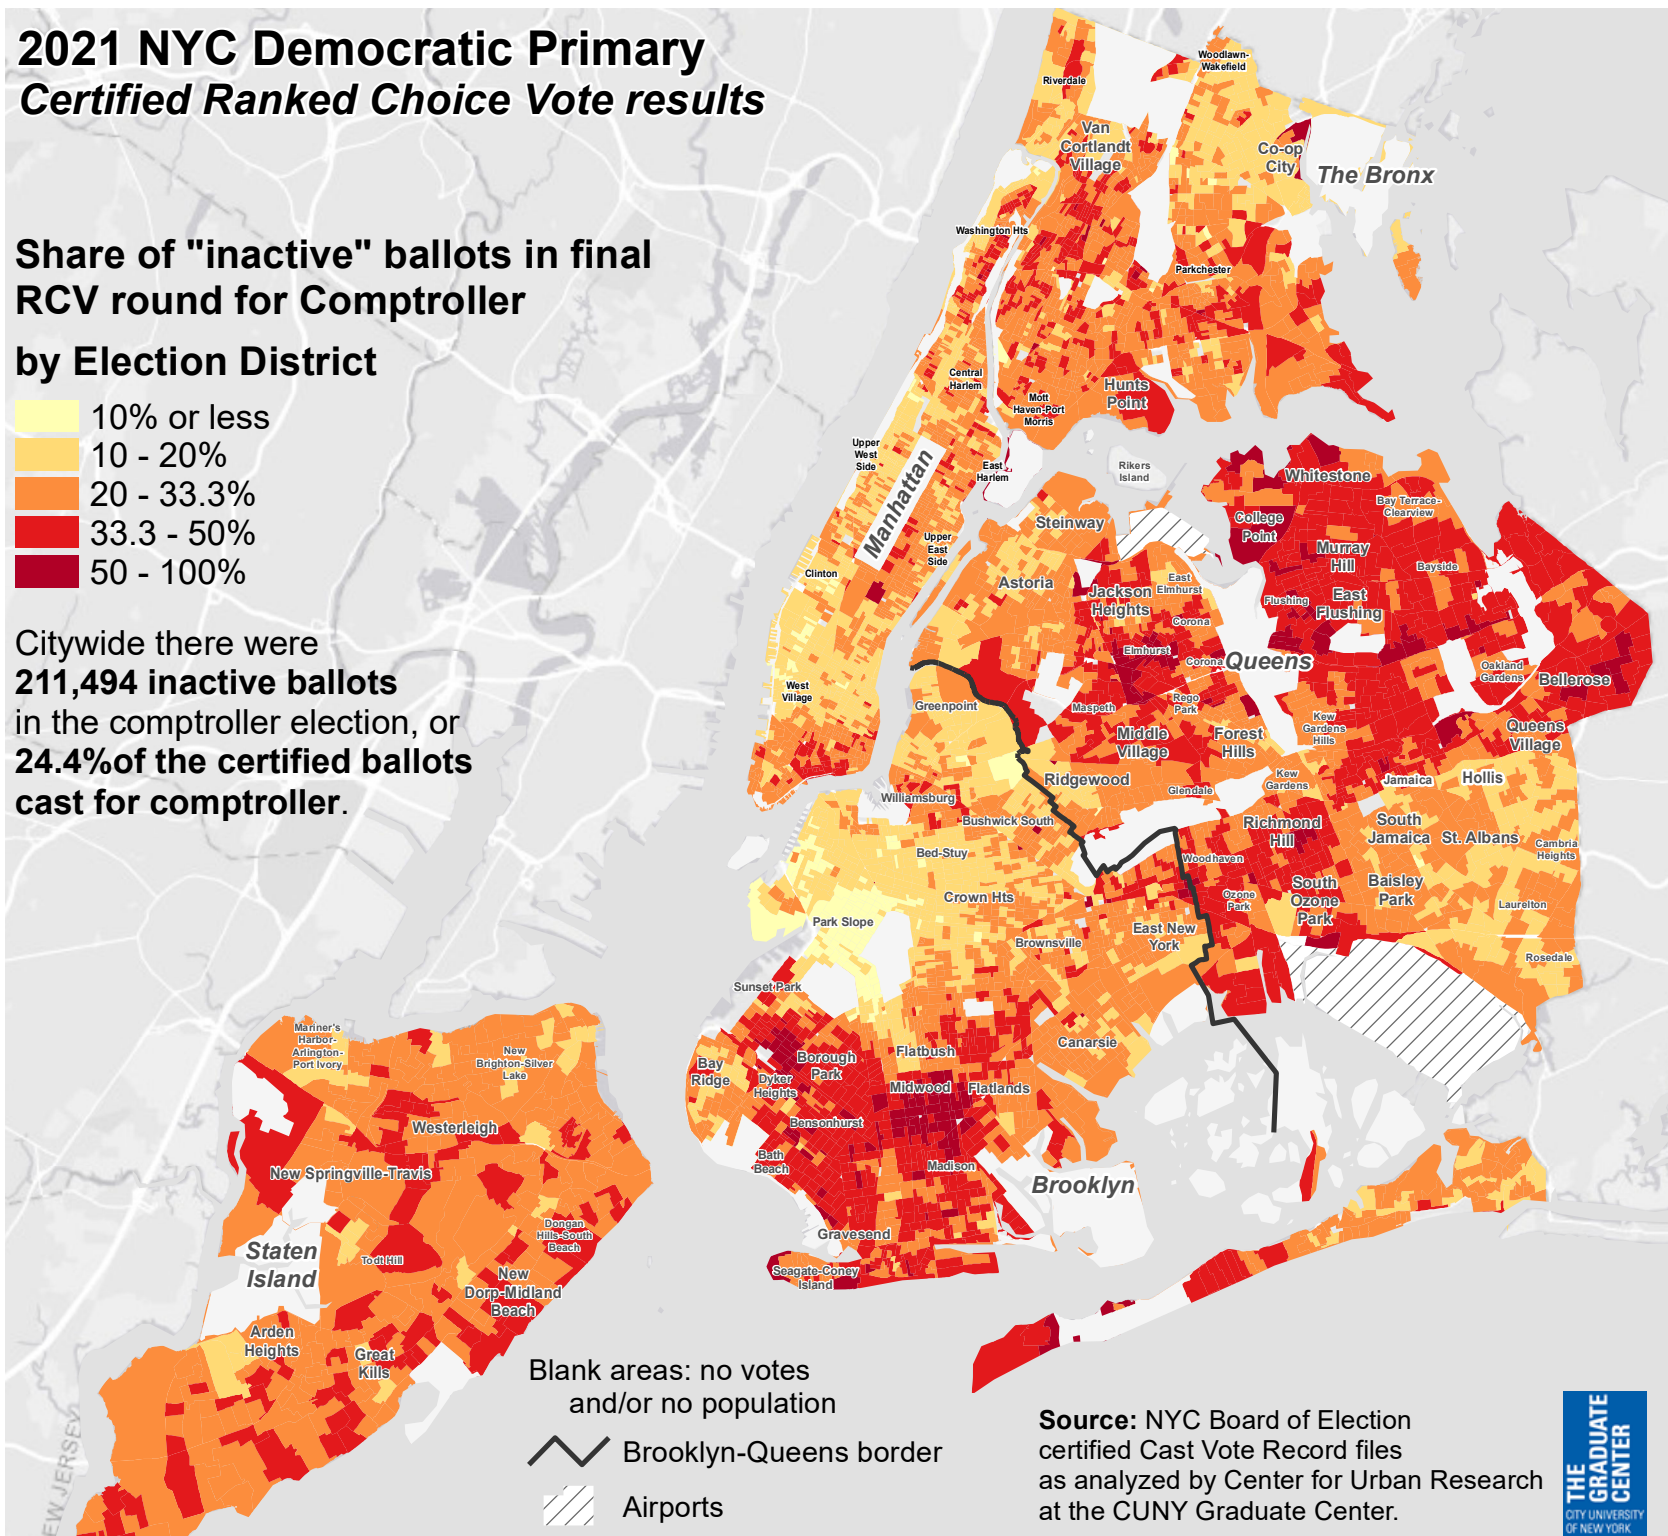 2021 NYC Democratic Primary
Certified Ranked Choice Vote results
Share of "inactive" ballots in final
RCV round for Comptroller
by Election District
10% or less
10 - 20%
20 - 33.3%
33.3 - 50%
50 - 100%
Citywide there were
211,494 inactive ballots
in the comptroller election, or
24.4%of the certified ballots
cast for comptroller.
Woodlawn-
Wakefield
Riverdale
Van
Cortlandt
Village
Co-op
City
The Bronx
Washington Hts
Parkchester
Central
Harlem
Hunts
Point
Mott
Haven-Port
Morris
Upper
West
Side
Manhattan
East
Harlem
Rikers
Island
Whitestone
Bay Terrace-
Clearview
College
Point
Steinway
Upper
East
Side
Murray
Hill
Clinton
Astoria
East
Elmhurst
Bayside
Jackson
Heights
Flushing
East
Flushing
Corona
Elmhurst
Corona
Queens
Oakland
Gardens
Bellerose
West
Village
Greenpoint
Maspeth
Rego
Park
Kew
Gardens
Hills
Queens
Village
Middle
Village
Forest
Hills
Ridgewood
Kew
Gardens
Jamaica
Hollis
Glendale
Williamsburg
Bushwick South
Richmond
Hill
South
Jamaica
St. Albans
Cambria
Heights
Bed-Stuy
Woodhaven
Crown Hts
Ozone
Park
South
Ozone
Park
Baisley
Park
Laurelton
Park Slope
Brownsville
East New
York
Rosedale
Sunset Park
Mariner's
Harbor-
Arlington-
Port Ivory
New
Brighton-Silver
Lake
Bay
Ridge
Borough
Park
Flatbush
Canarsie
Dyker
Heights
Midwood
Flatlands
Westerleigh
Bensonhurst
New Springville-Travis
Bath
Beach
Madison
Brooklyn
Staten
Island
Todt Hill
Dongan
Hills-South
Beach
Gravesend
New
Dorp-Midland
Beach
Seagate-Coney
Island
Arden
Heights
Great
Kills
Blank areas: no votes
and/or no population
Brooklyn-Queens border
Airports
Source: NYC Board of Election
certified Cast Vote Record files
as analyzed by Center for Urban Research
at the CUNY Graduate Center.
THE
GRADUATE
CENTER
CITY UNIVERSITY
OF NEW YORK
EW JERSEY